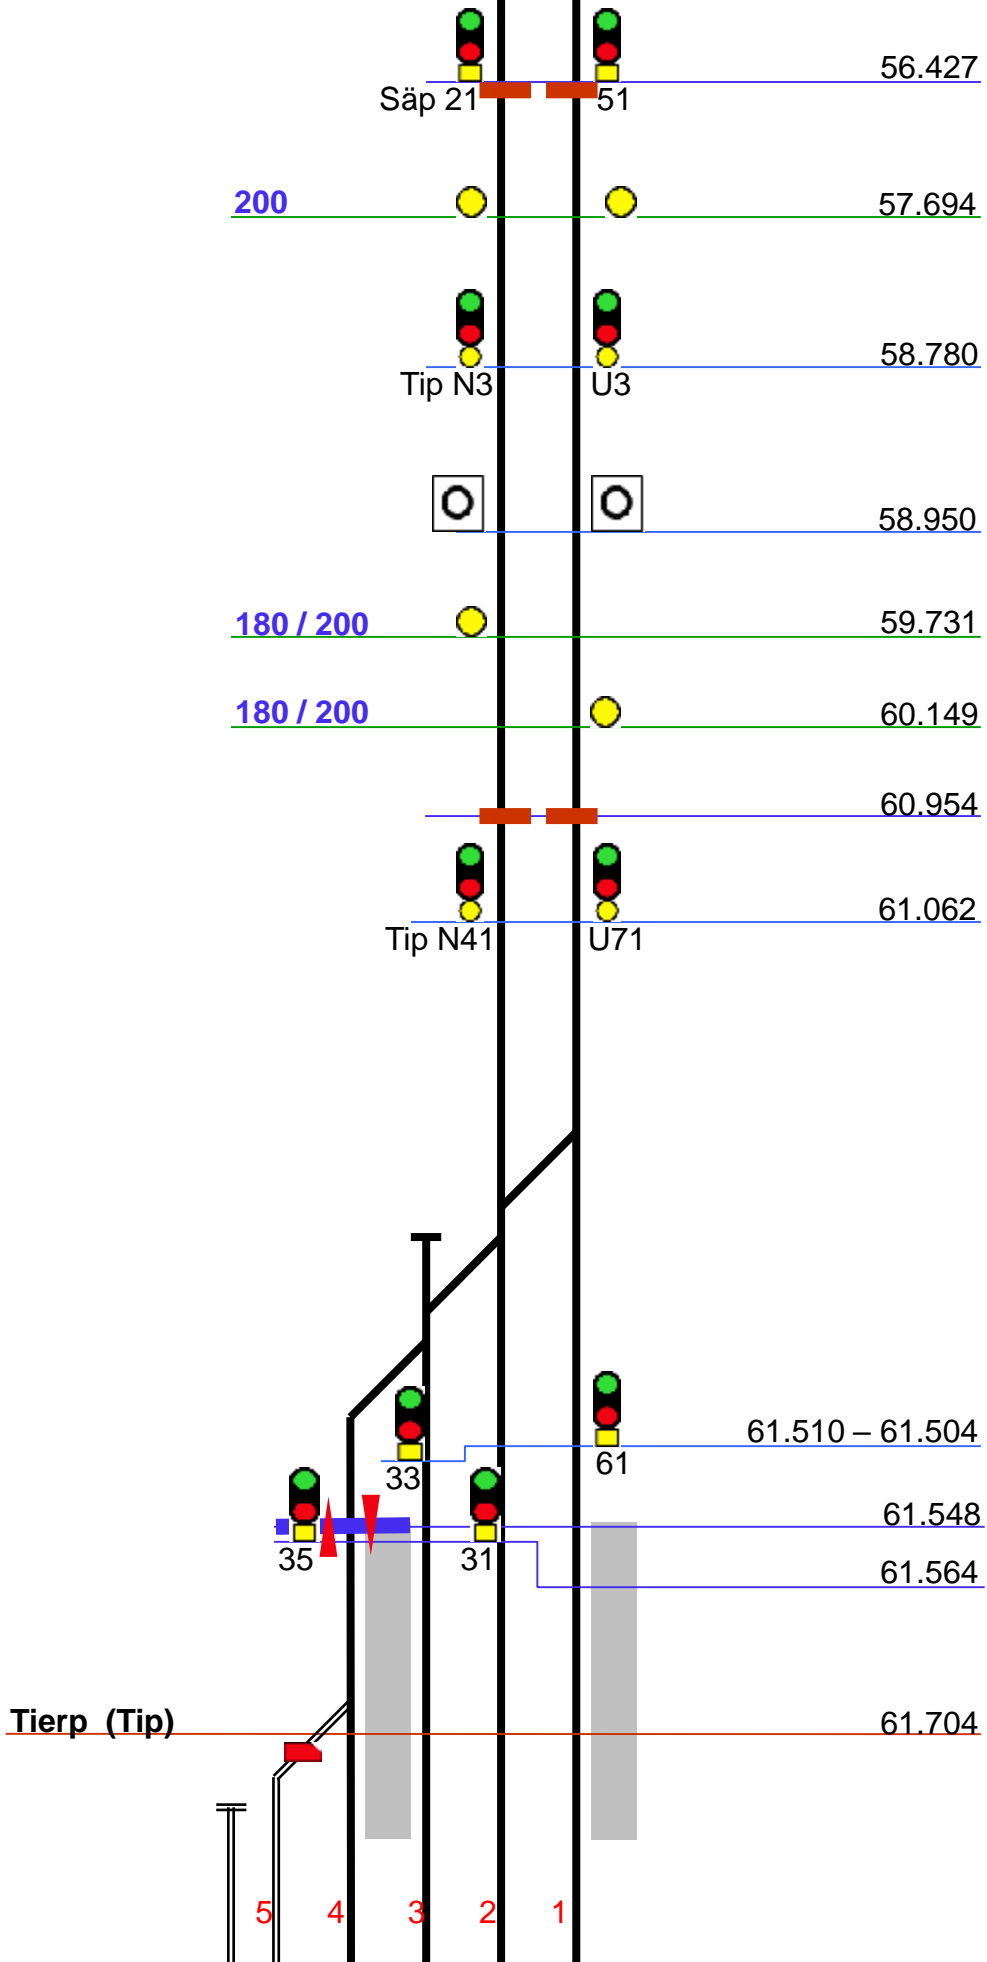 56.427
Säp 21 51
200 57.694
58.780
Tip N3 U3
58.950
180 / 200 59.731
180 / 200 60.149
60.954
61.062
Tip N41 U71
61.510 – 61.504
33 61
61.548
35 31
61.564
Tierp (Tip) 61.704
5 4 3 2 1